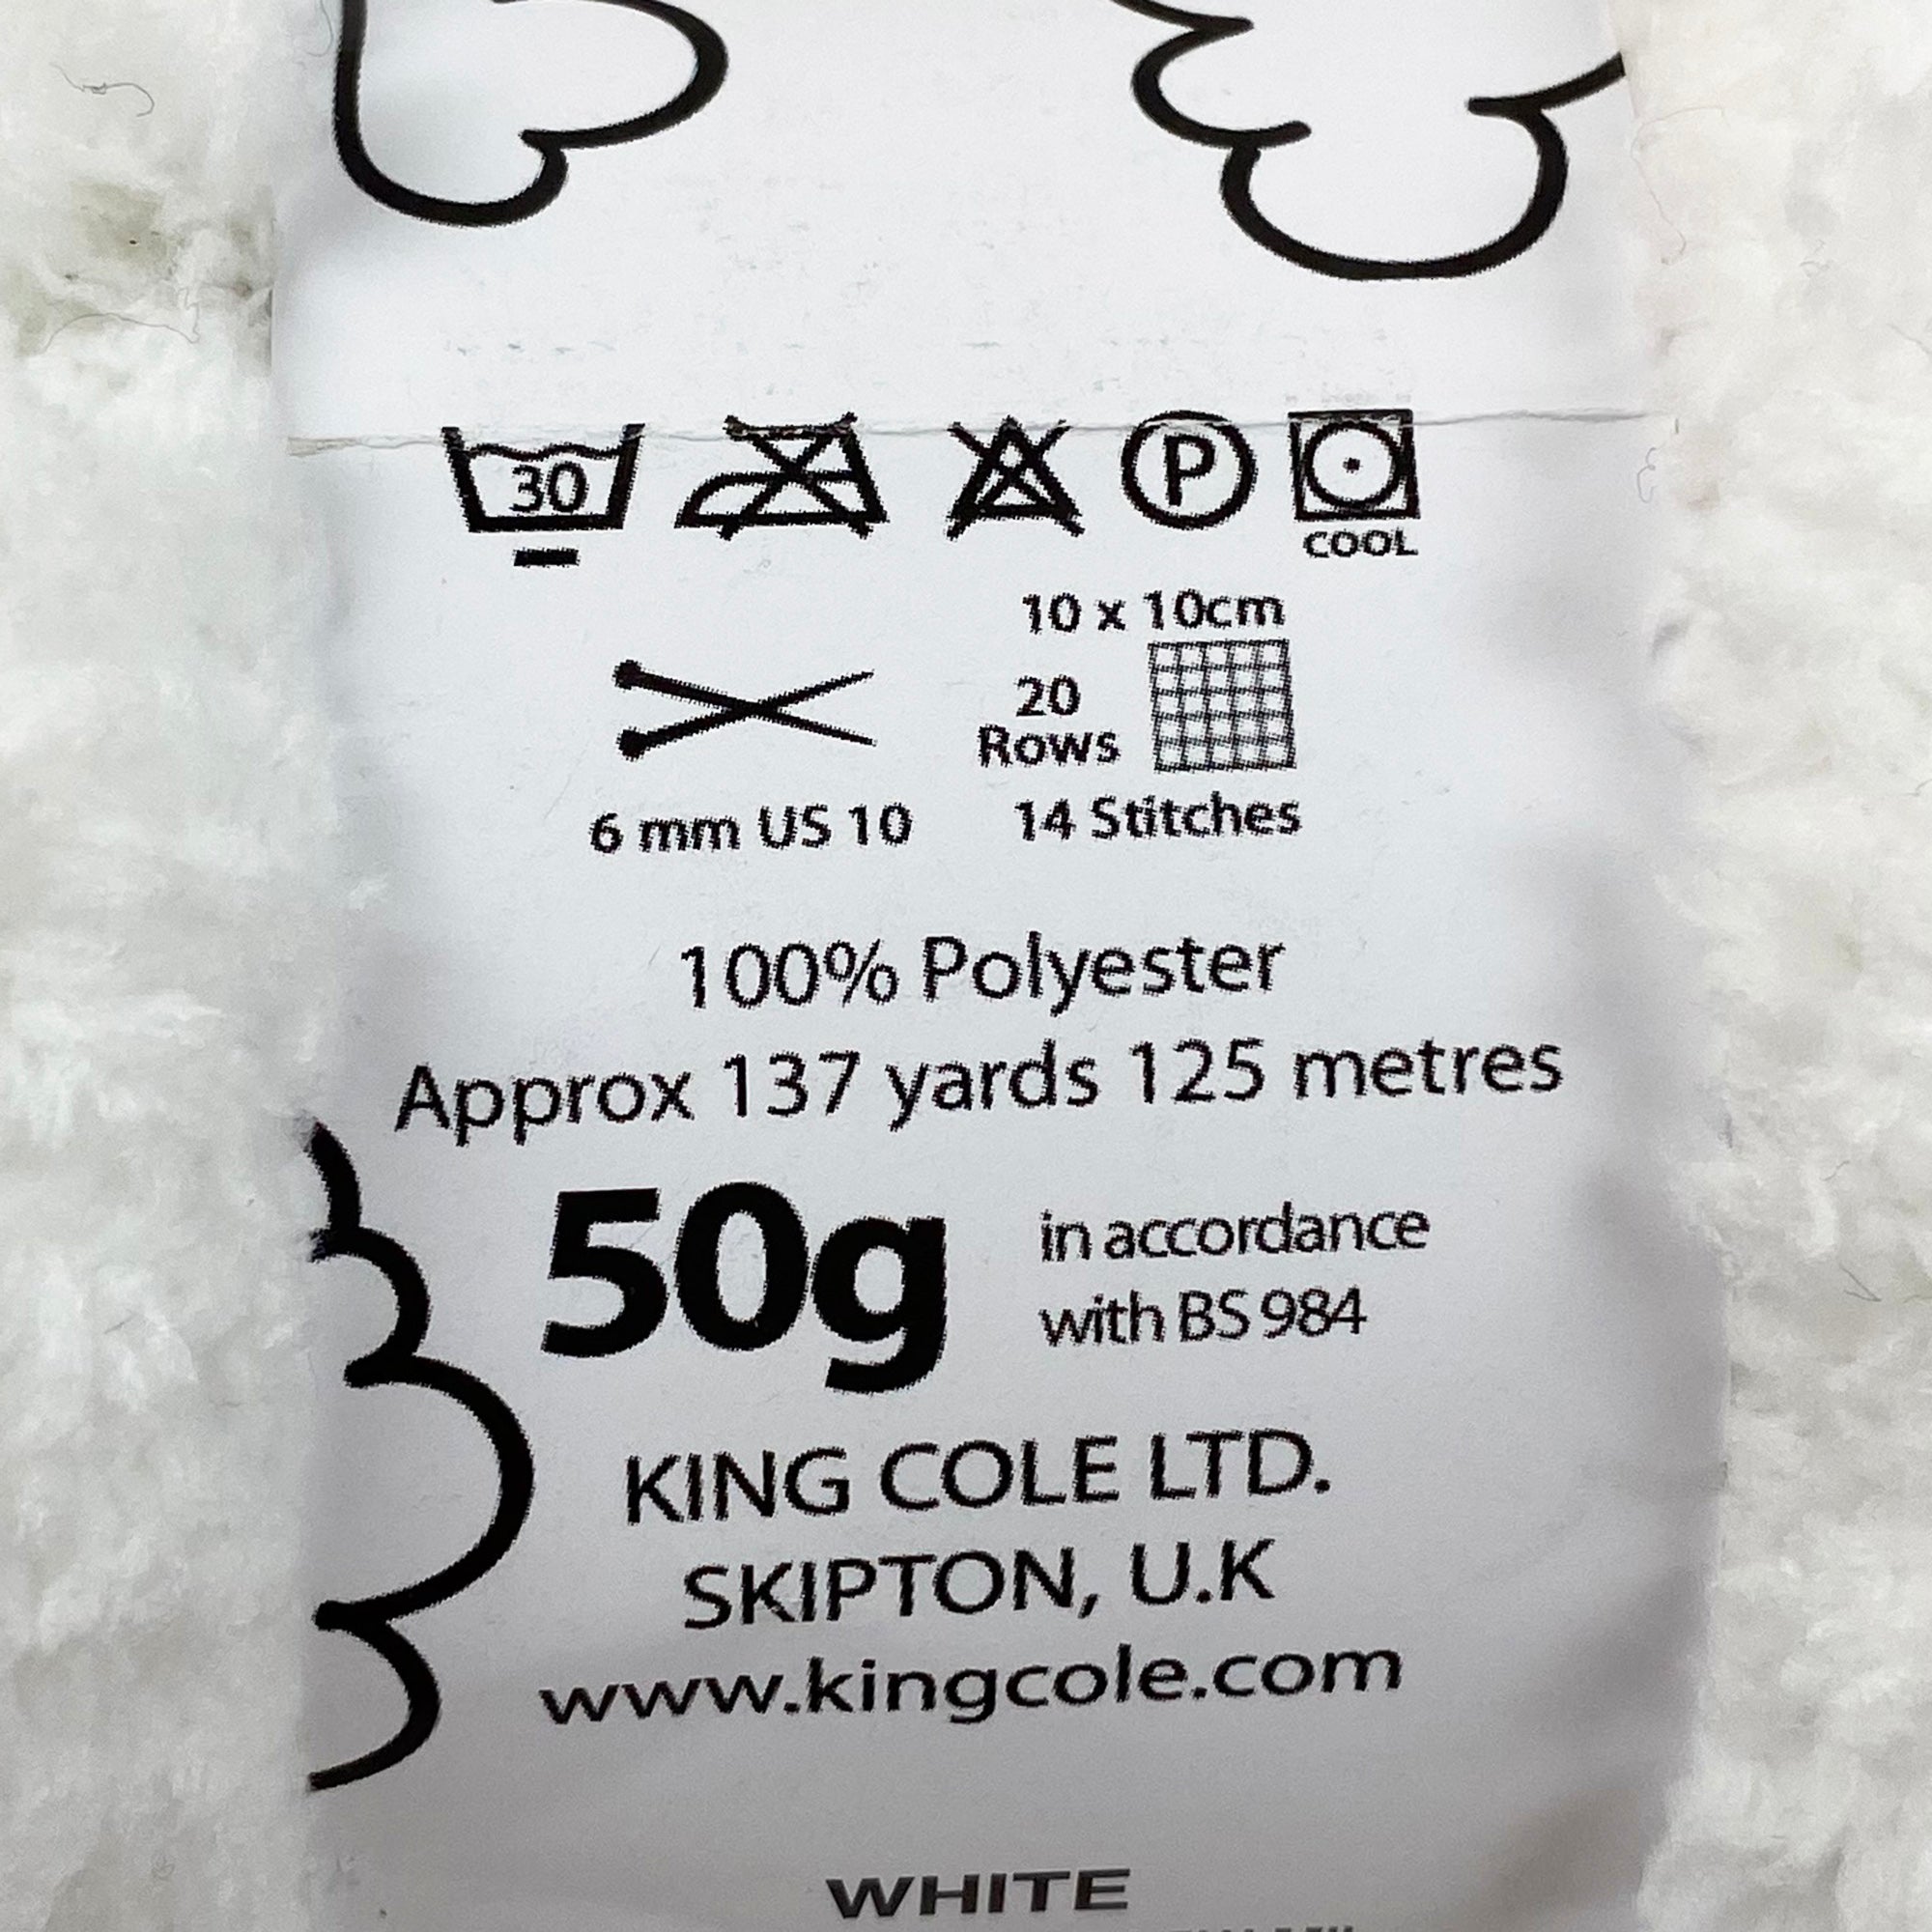 30
P
COOL
10 x 10cm
20
Rows
6 mm US 10
14 Stitches
100% Polyester
Approx 137 yards 125 metres
50g
in accordance
with BS 984
KING COLE LTD.
SKIPTON, U.K
www.kingcole.com
WHITE